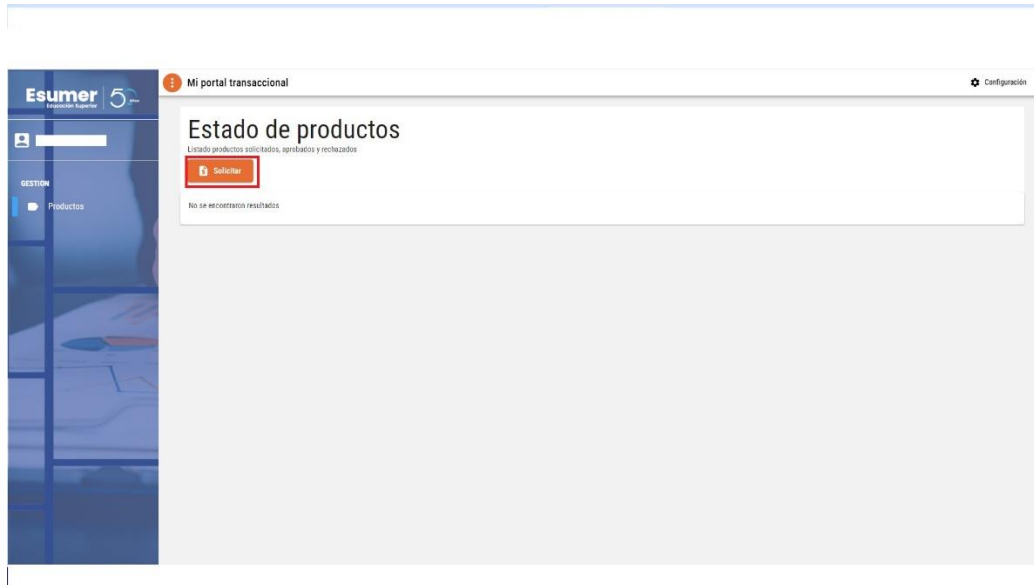 Esumer 50 años
Educación Superior
Mi portal transaccional
Configuración
Estado de productos
Listado productos solicitados, aprobados y rechazados
Solicitar
GESTION
Productos
No se encontraron resultados